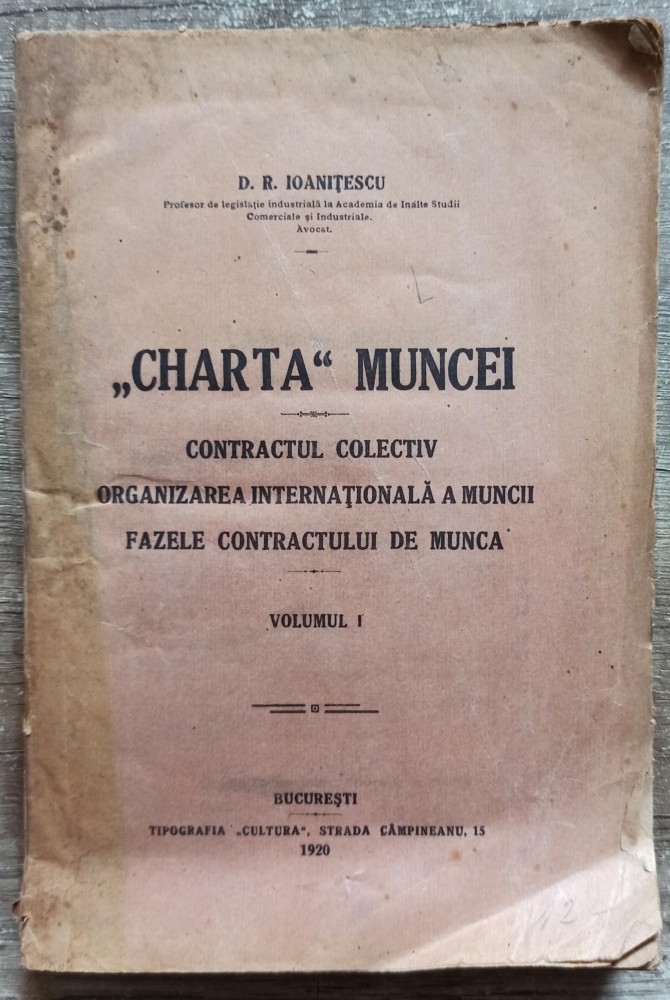 D. R. IOANIŢESCU
Profesor de legislaţie industrială la Academia de Inalte Studii
Comerciale şi Industriale.
Avocat.
„CHARTA“ MUNCEI
CONTRACTUL COLECTIV
ORGANIZAREA INTERNAŢIONALĂ A MUNCII
FAZELE CONTRACTULUI DE MUNCA
VOLUMUL I
BUCUREŞTI
TIPOGRAFIA „CULTURA“, STRADA CÂMPINEANU, 15
1920
12 –